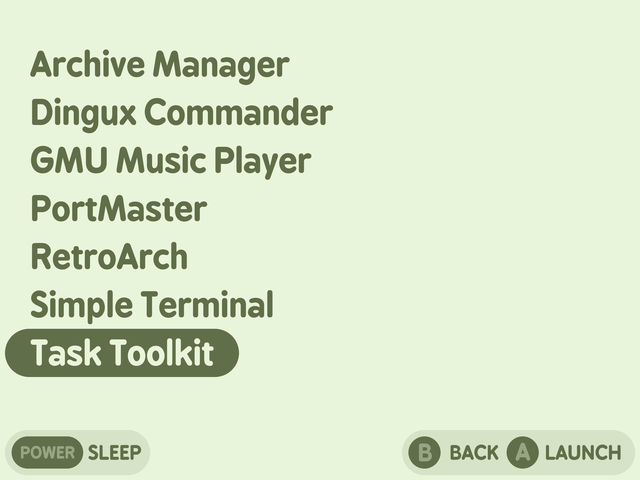 Archive Manager
Dingux Commander
GMU Music Player
PortMaster
RetroArch
Simple Terminal
Task Toolkit
POWER SLEEP B BACK A LAUNCH